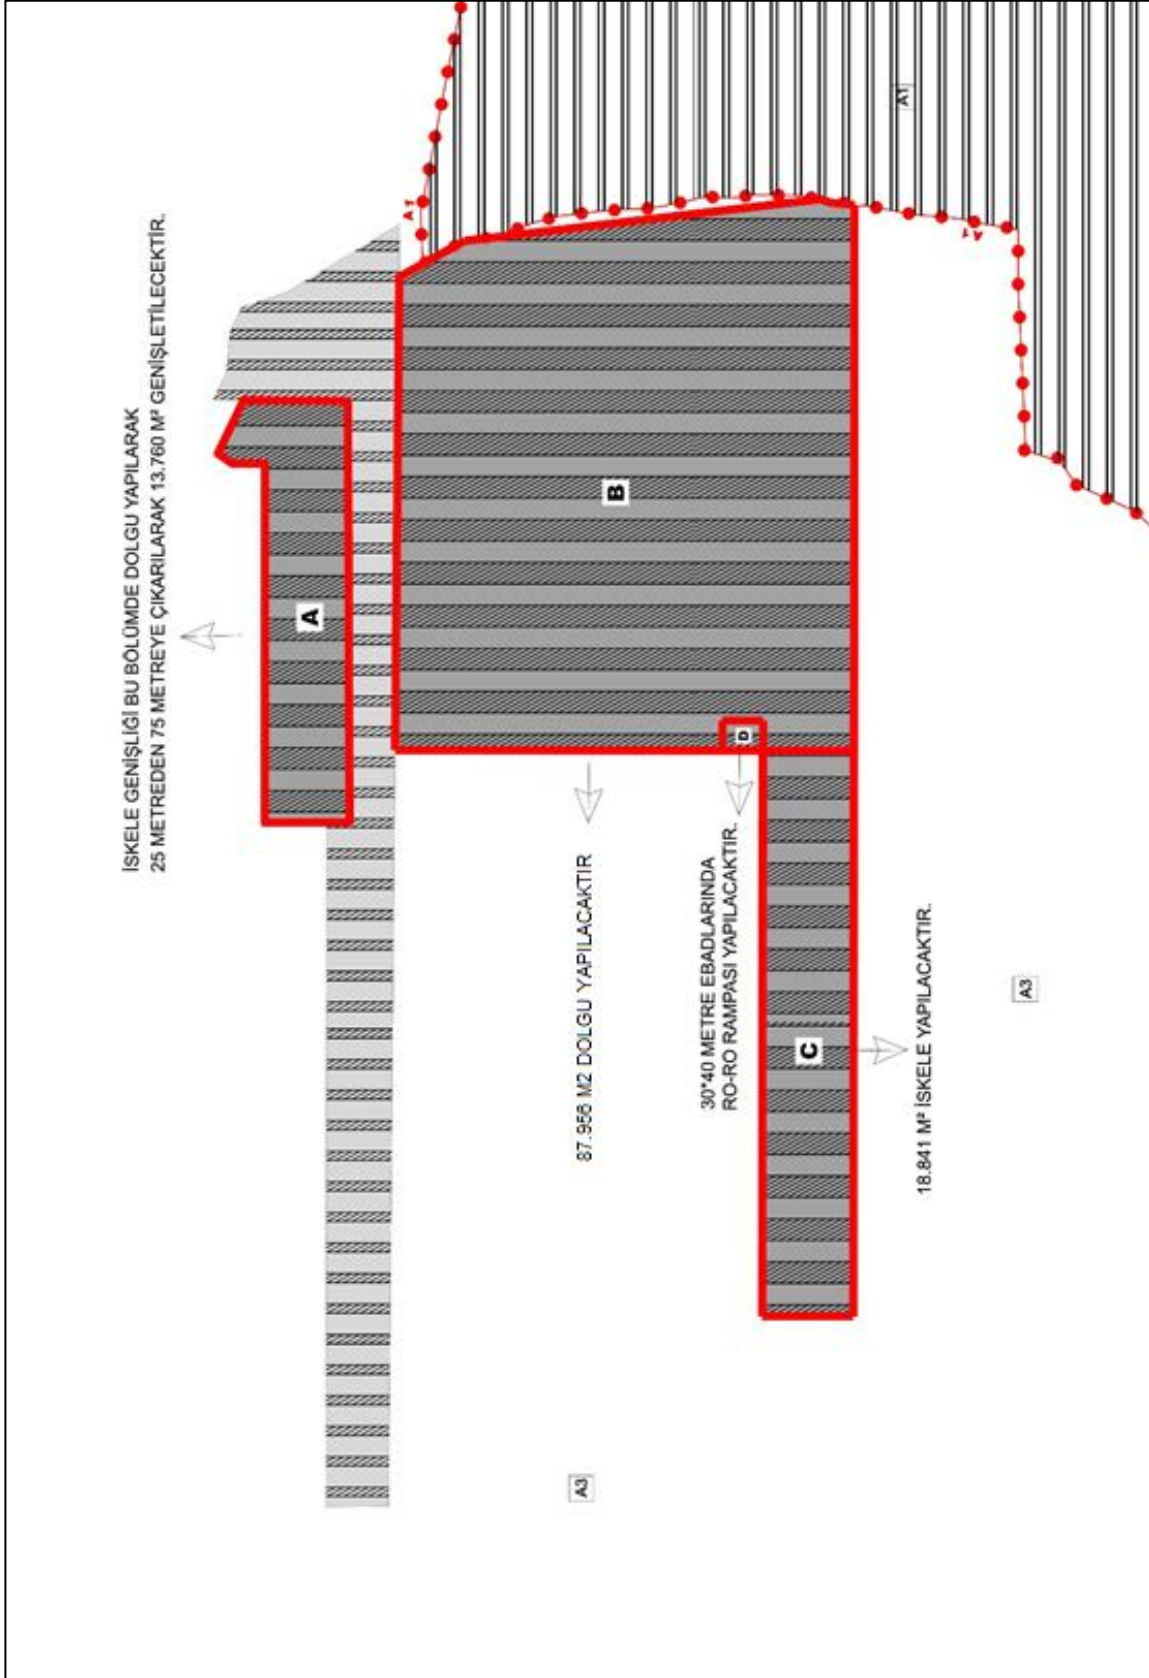 İSKELE GENİŞLİĞİ BU BÖLÜMDE DOLGU YAPILARAK
25 METREDEN 75 METREYE ÇIKARILARAK 13.760 M² GENİŞLETİLECEKTİR.
A1
A1
A1
A
B
D
87.956 M2 DOLGU YAPILACAKTIR
30*40 METRE EBADLARINDA
RO-RO RAMPASI YAPILACAKTIR.
C
18.841 M² İSKELE YAPILACAKTIR.
A3
A3